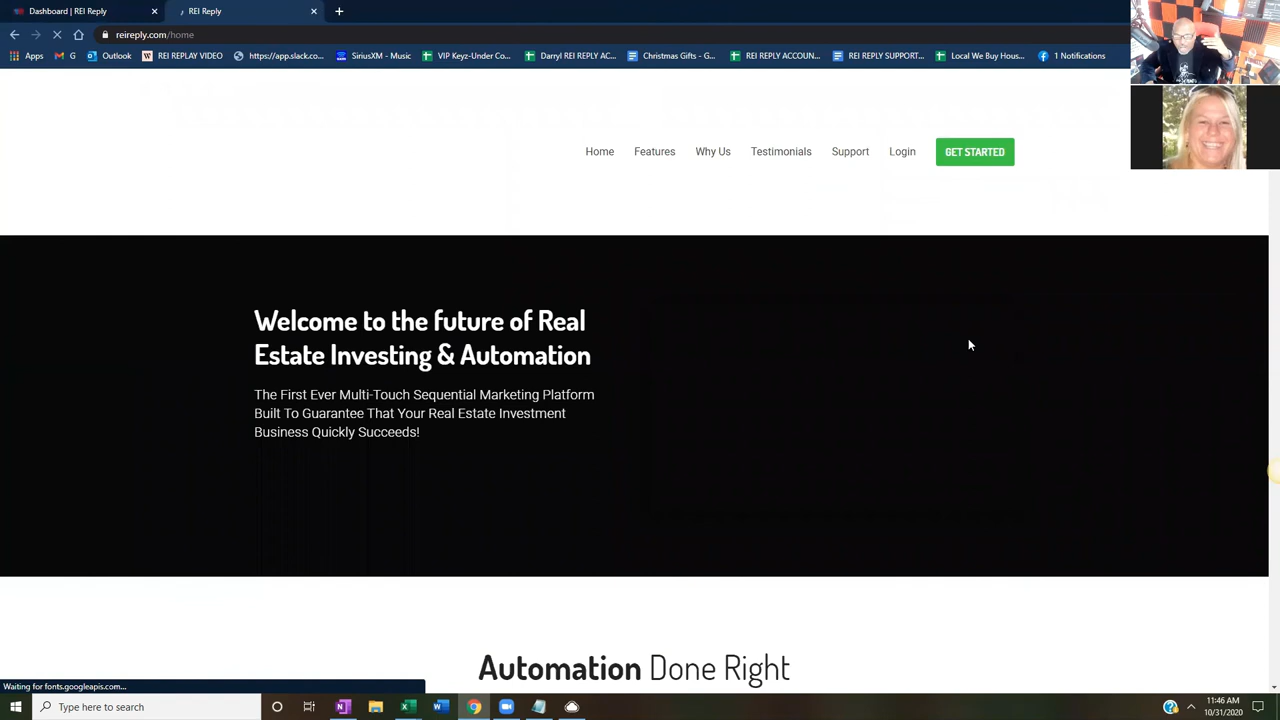 Dashboard | REI Reply
REI Reply
reireply.com/home
Apps
G
Outlook
REI REPLAY VIDEO
https://app.slack.co...
SiriusXM - Music
VIP Keyz-Under Co...
Darryl REI REPLY AC...
Christmas Gifts - G...
REI REPLY ACCOUN...
REI REPLY SUPPORT...
Local We Buy Hous...
1 Notifications
Home
Features
Why Us
Testimonials
Support
Login
GET STARTED
Welcome to the future of Real
Estate Investing & Automation
The First Ever Multi-Touch Sequential Marketing Platform
Built To Guarantee That Your Real Estate Investment
Business Quickly Succeeds!
Automation Done Right
Waiting for fonts.googleapis.com...
Type here to search
11:46 AM
10/31/2020